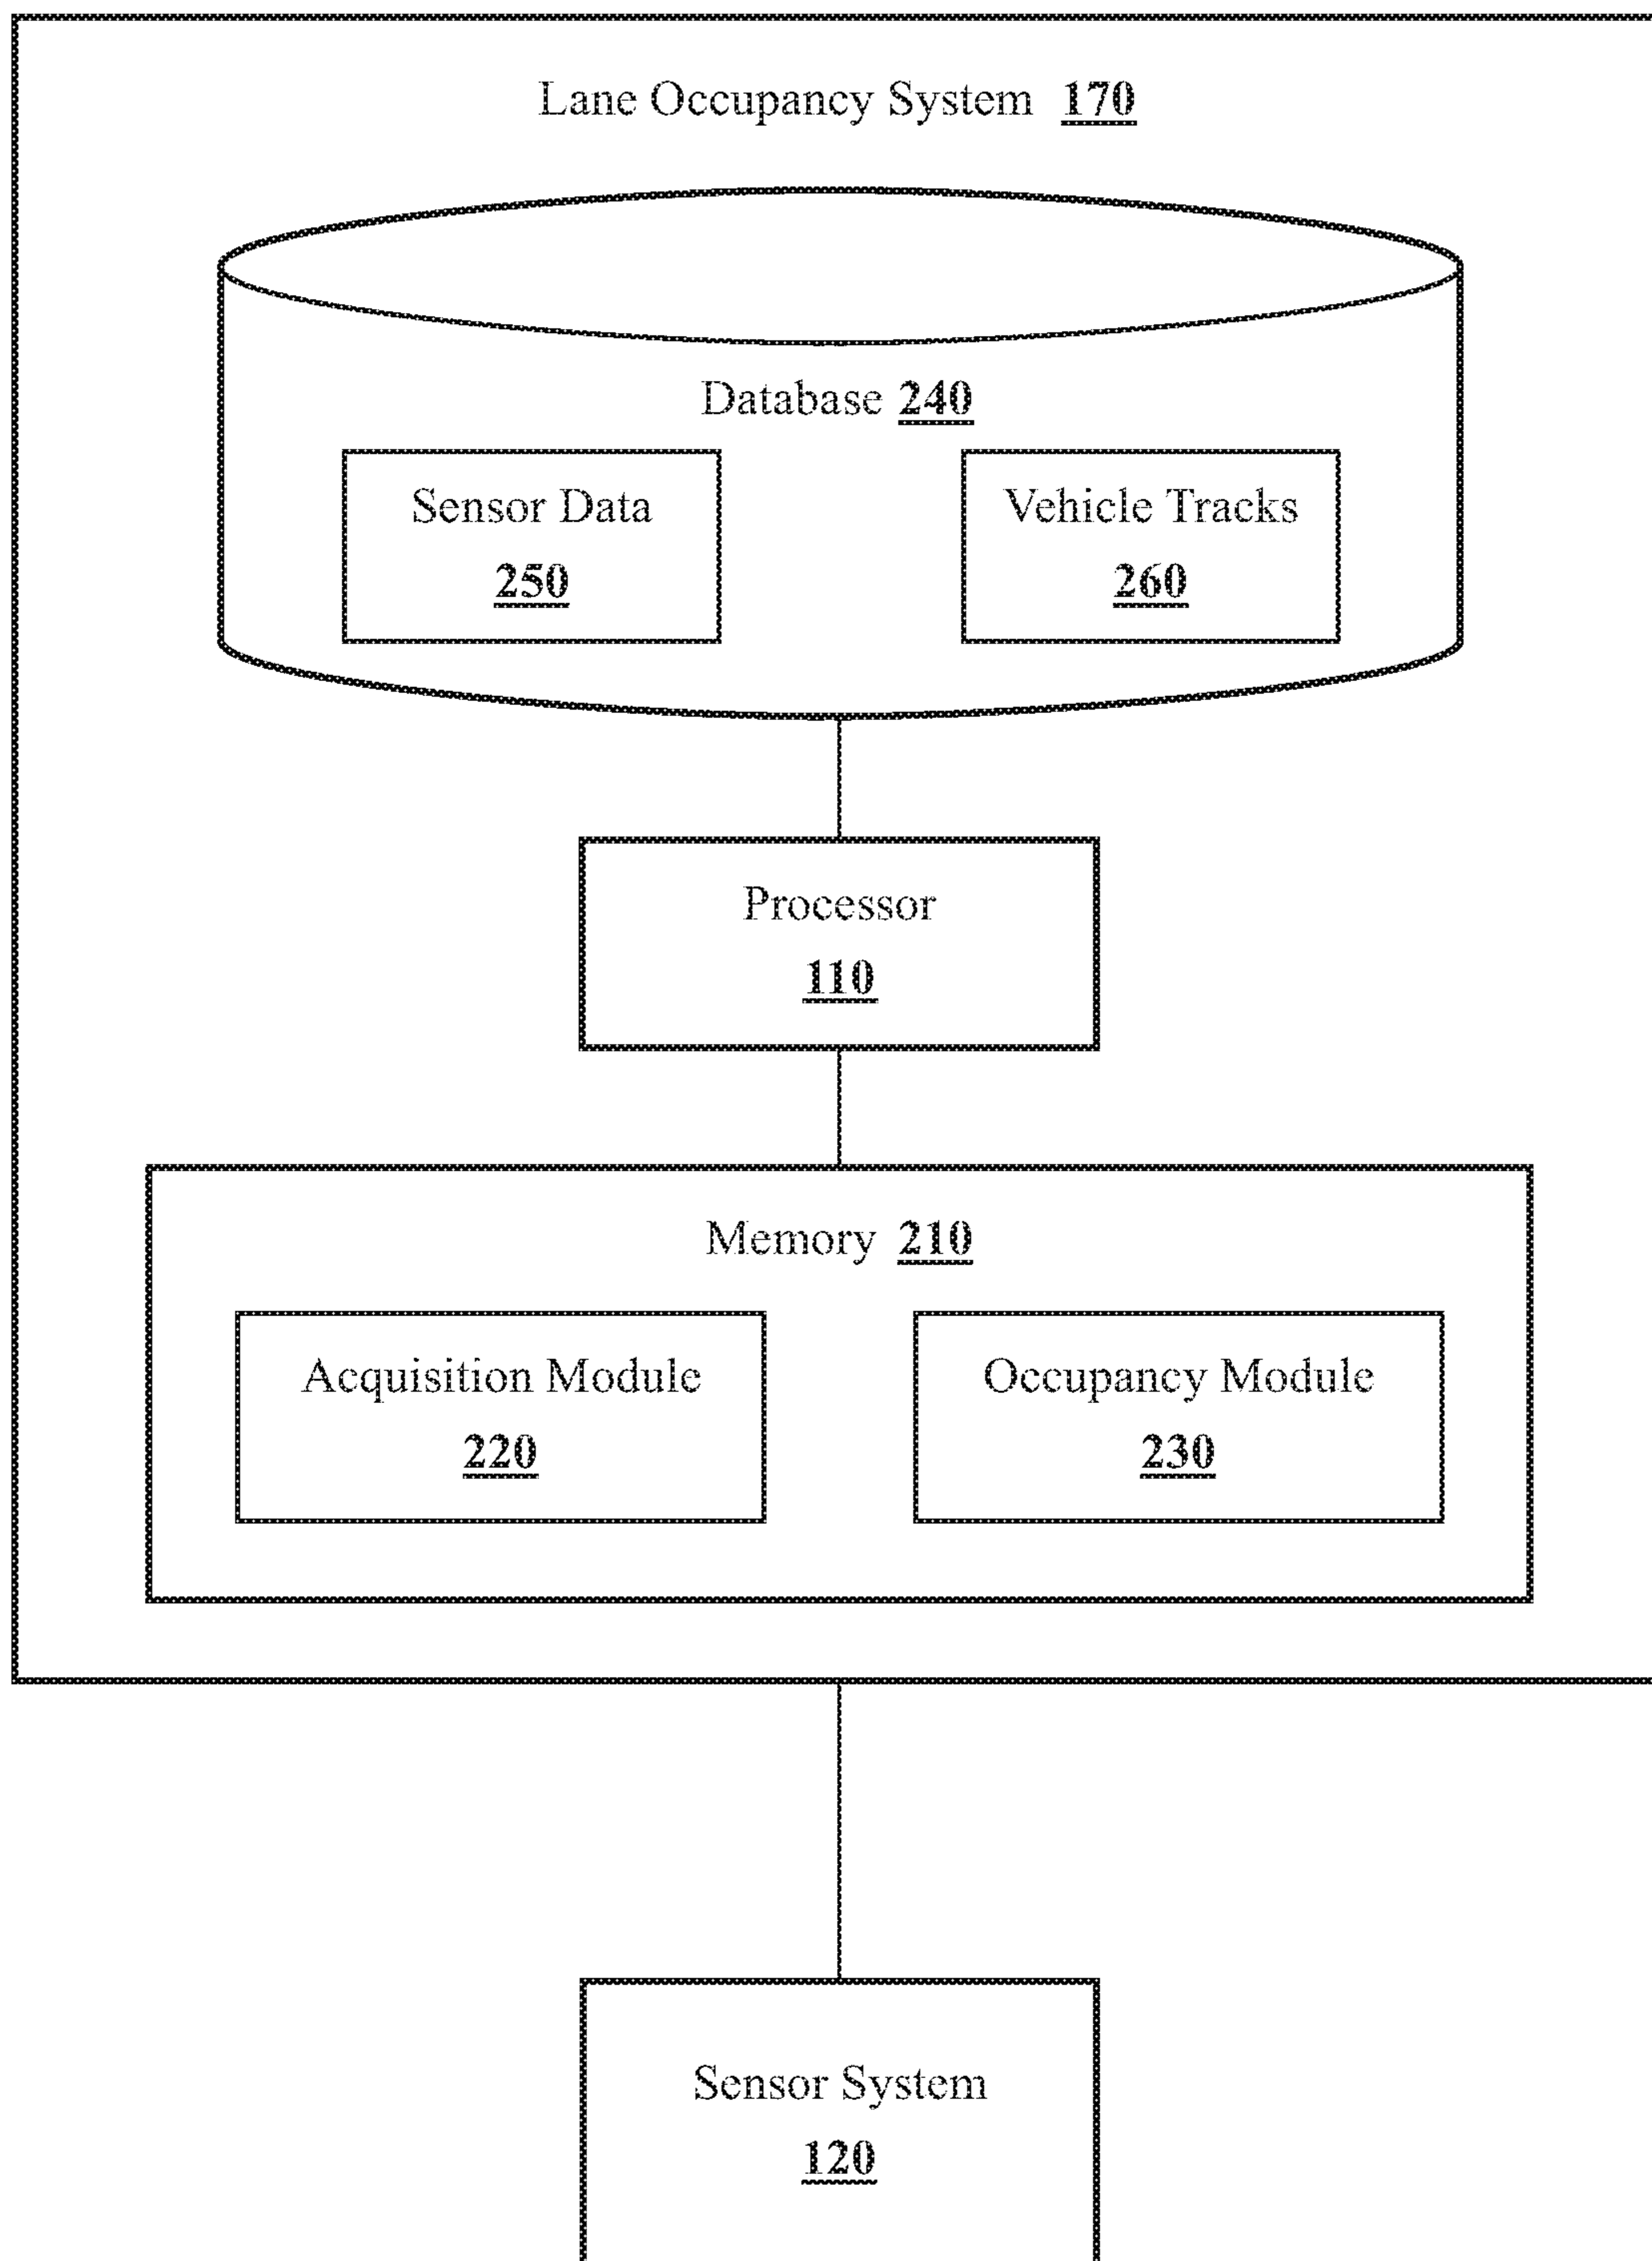 Lane Occupancy System 170
Database 240
Sensor Data
250
Vehicle Tracks
260
Processor
110
Memory 210
Acquisition Module
220
Occupancy Module
230
Sensor System
120